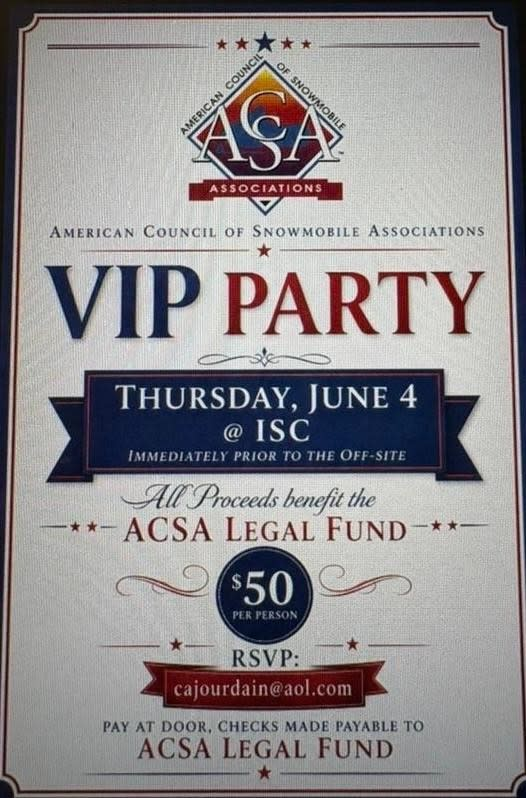 AMERICAN COUNCIL OF SNOWMOBILE
ACSA
ASSOCIATIONS
AMERICAN COUNCIL OF SNOWMOBILE ASSOCIATIONS
VIP PARTY
THURSDAY, JUNE 4
@ ISC
IMMEDIATELY PRIOR TO THE OFF-SITE
All Proceeds benefit the
ACSA LEGAL FUND
$50
PER PERSON
RSVP:
cajourdain@aol.com
PAY AT DOOR, CHECKS MADE PAYABLE TO
ACSA LEGAL FUND